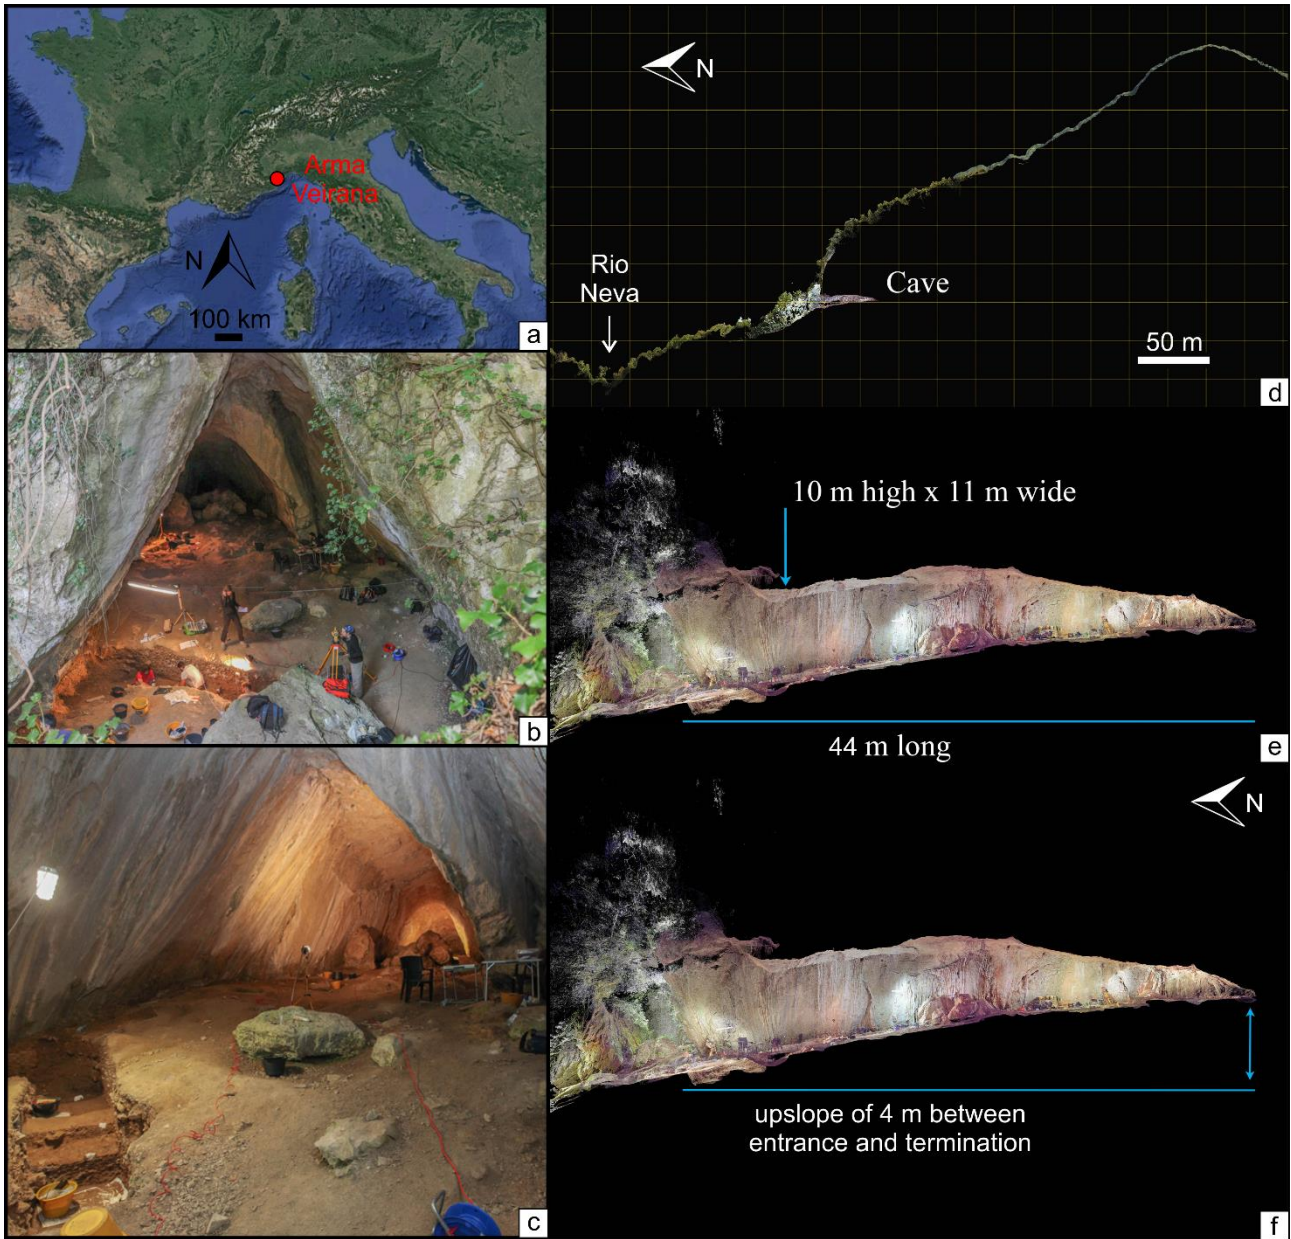 Arma
Veirana
N
100 km
a
b
c
N
Rio
Neva
Cave
50 m
d
10 m high x 11 m wide
44 m long
e
N
upslope of 4 m between
entrance and termination
f